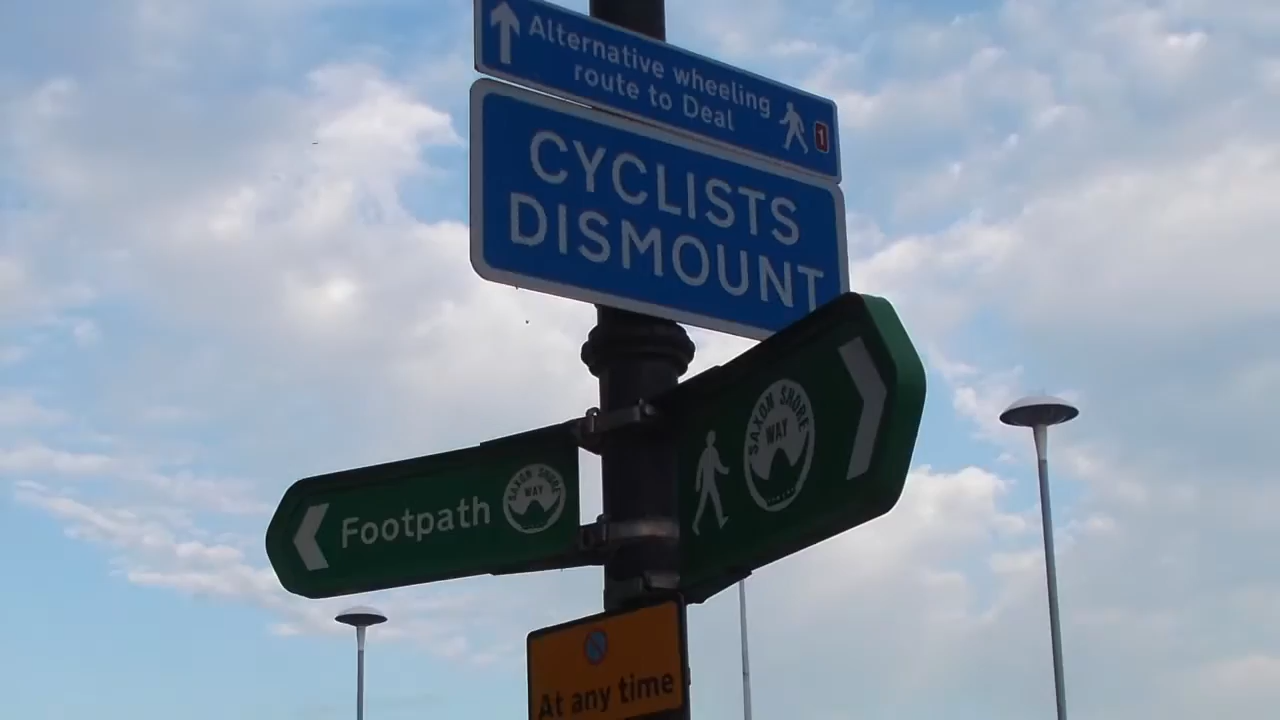 Alternative wheeling
route to Deal
1
CYCLISTS
DISMOUNT
SAXON SHORE
WAY
Footpath
SAXON SHORE
WAY
At any time